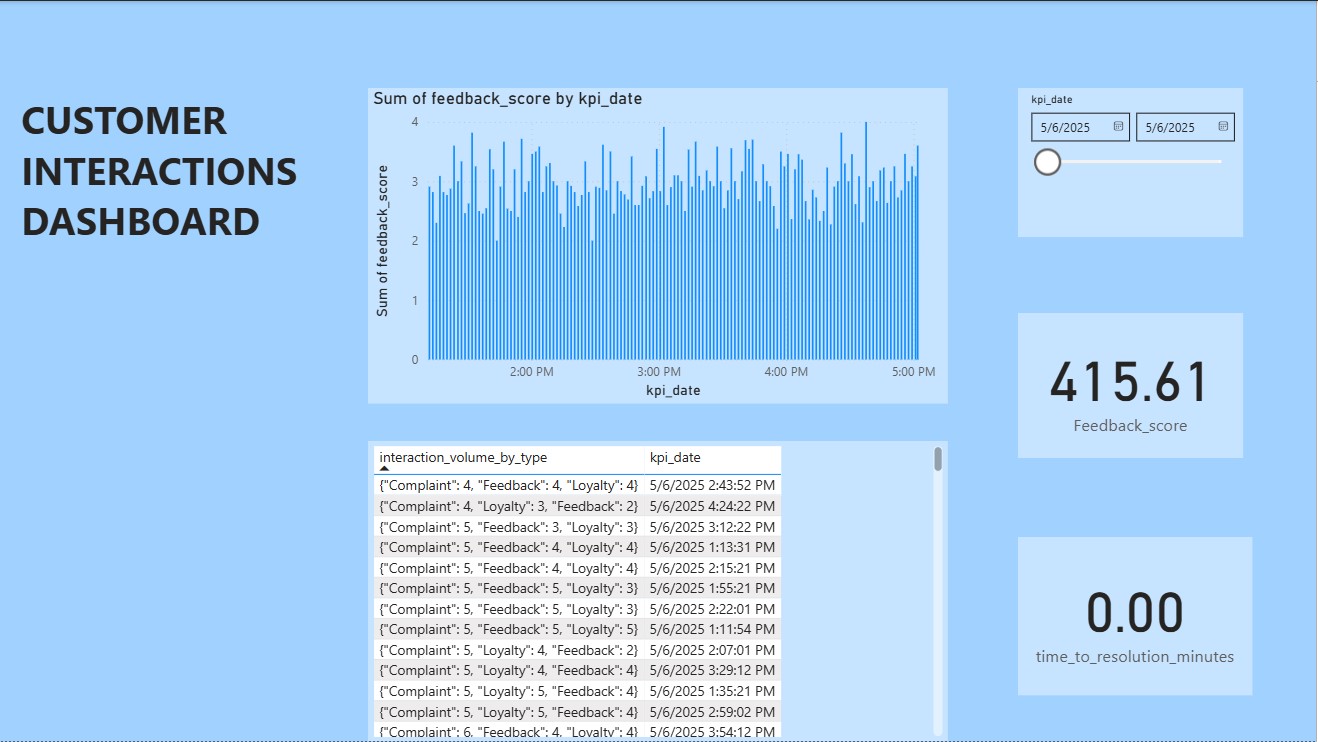 CUSTOMER
INTERACTIONS
DASHBOARD
Sum of feedback_score by kpi_date
Sum of feedback_score
4
3
2
1
0
2:00 PM 3:00 PM 4:00 PM 5:00 PM
kpi_date
interaction_volume_by_type kpi_date
{"Complaint": 4, "Feedback": 4, "Loyalty": 4} 5/6/2025 2:43:52 PM
{"Complaint": 4, "Loyalty": 3, "Feedback": 2} 5/6/2025 4:24:22 PM
{"Complaint": 5, "Feedback": 3, "Loyalty": 3} 5/6/2025 3:12:22 PM
{"Complaint": 5, "Feedback": 4, "Loyalty": 4} 5/6/2025 1:13:31 PM
{"Complaint": 5, "Feedback": 4, "Loyalty": 4} 5/6/2025 2:15:21 PM
{"Complaint": 5, "Feedback": 5, "Loyalty": 3} 5/6/2025 1:55:21 PM
{"Complaint": 5, "Feedback": 5, "Loyalty": 3} 5/6/2025 2:22:01 PM
{"Complaint": 5, "Feedback": 5, "Loyalty": 5} 5/6/2025 1:11:54 PM
{"Complaint": 5, "Loyalty": 4, "Feedback": 2} 5/6/2025 2:07:01 PM
{"Complaint": 5, "Loyalty": 4, "Feedback": 4} 5/6/2025 3:29:12 PM
{"Complaint": 5, "Loyalty": 5, "Feedback": 4} 5/6/2025 1:35:21 PM
{"Complaint": 5, "Loyalty": 5, "Feedback": 4} 5/6/2025 2:59:02 PM
{"Complaint": 6, "Feedback": 4, "Loyalty": 4} 5/6/2025 3:54:12 PM
kpi_date
5/6/2025 5/6/2025
415.61
Feedback_score
0.00
time_to_resolution_minutes